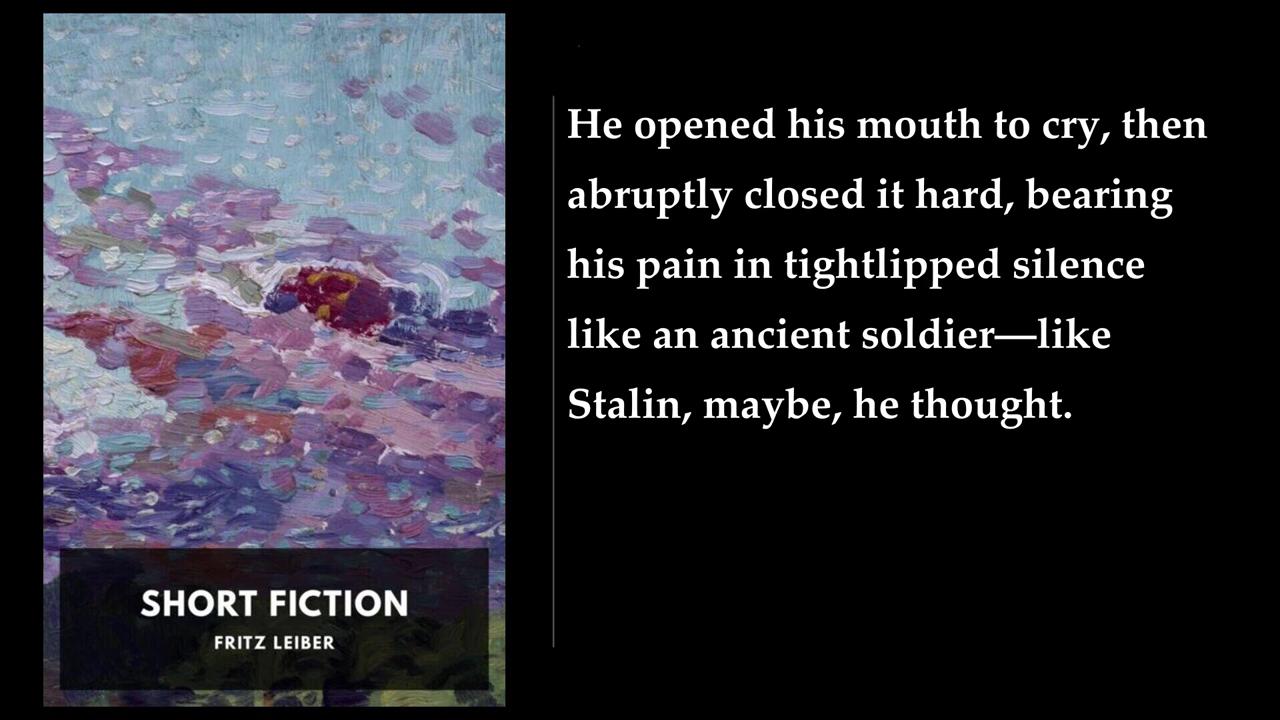 SHORT FICTION
FRITZ LEIBER
He opened his mouth to cry, then
abruptly closed it hard, bearing
his pain in tightlipped silence
like an ancient soldier—like
Stalin, maybe, he thought.